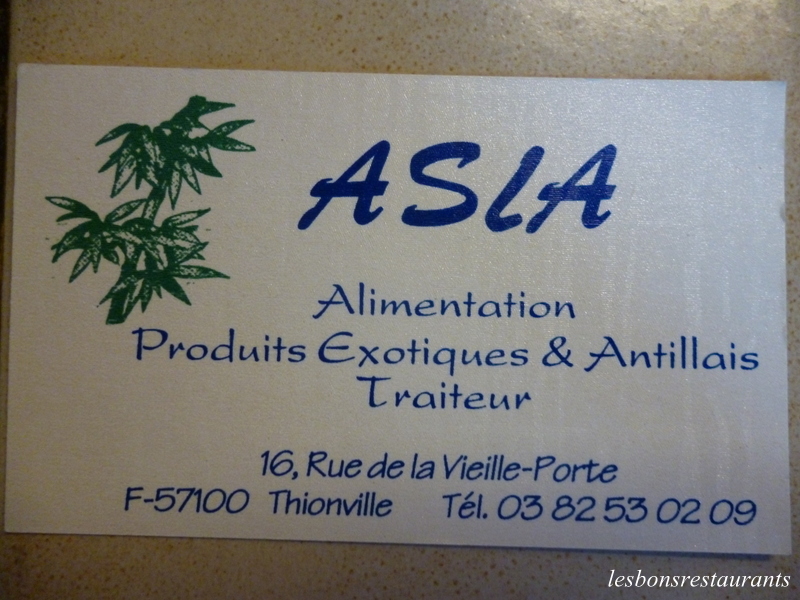 ASIA
Alimentation
Produits Exotiques & Antillais
Traiteur
16, Rue de la Vieille-Porte
F-57100 Thionville Tél. 03 82 53 02 09
lesbonsrestaurants